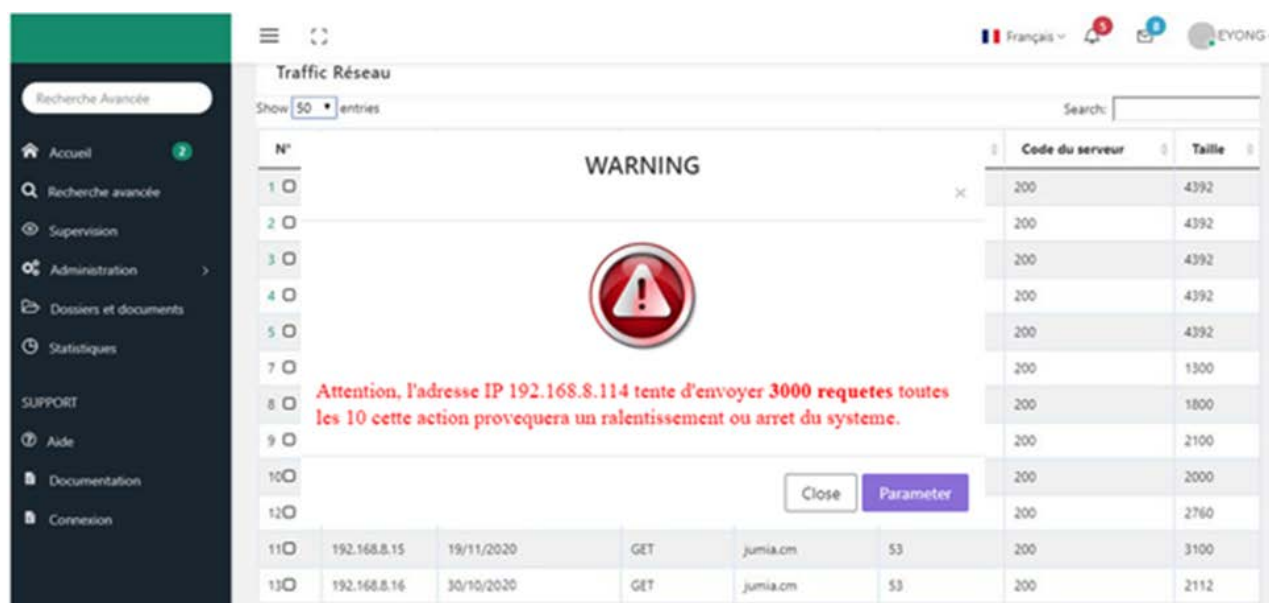 Français
5
8
EYONG
Recherche Avancée
Accueil 2
Recherche avancée
Supervision
Administration
Dossiers et documents
Statistiques
SUPPORT
Aide
Documentation
Connexion
Traffic Réseau
Show 50 entries
Search:
N° Code du serveur Taille
1 200 4392
2 200 4392
3 200 4392
4 200 4392
5 200 4392
7 200 1300
8 200 1800
9 200 2100
10 200 2000
12 200 2760
11 192.168.8.15 19/11/2020 GET jumia.cm 53 200 3100
13 192.168.8.16 30/10/2020 GET jumia.cm 53 200 2112
WARNING
×
Attention, l'adresse IP 192.168.8.114 tente d'envoyer 3000 requetes toutes
les 10 cette action provequera un ralentissement ou arret du systeme.
Close Parameter